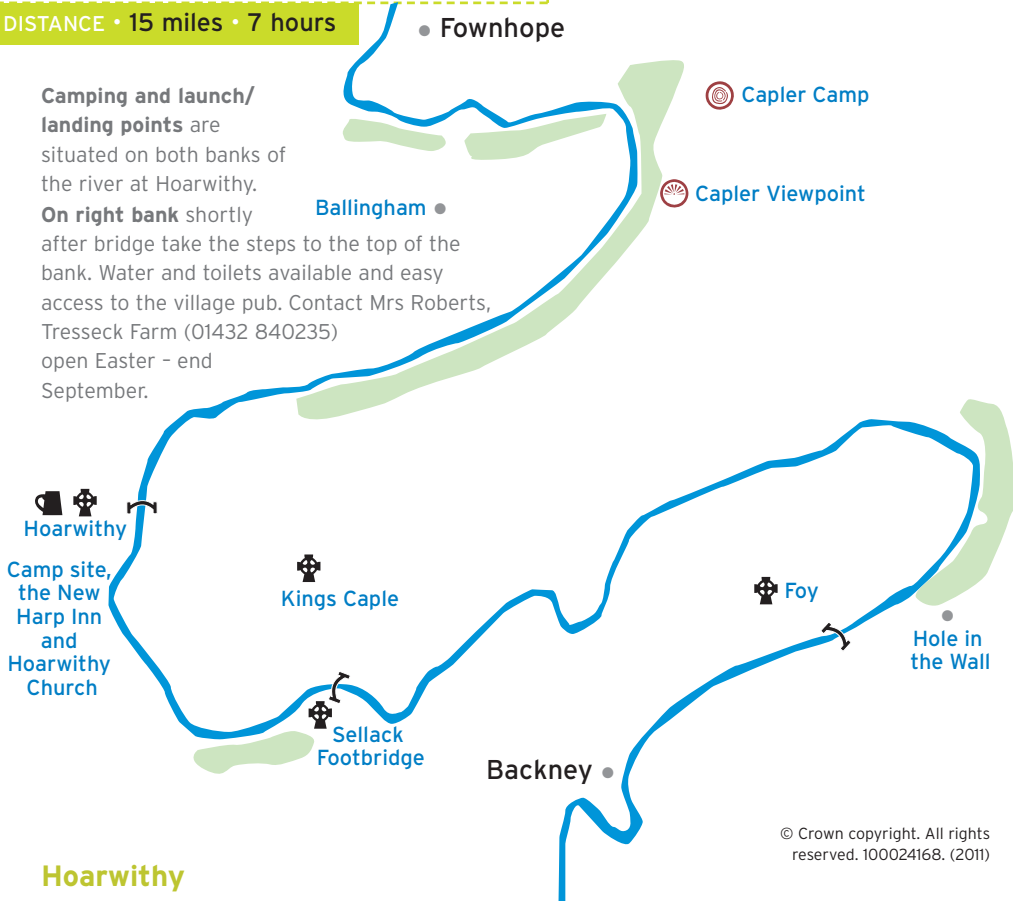 DISTANCE • 15 miles • 7 hours
Fownhope
Camping and launch/
landing points are
situated on both banks of
the river at Hoarwithy.
On right bank shortly
after bridge take the steps to the top of the
bank. Water and toilets available and easy
access to the village pub. Contact Mrs Roberts,
Tresseck Farm (01432 840235)
open Easter – end
September.
Capler Camp
Capler Viewpoint
Ballingham
Hoarwithy
Camp site,
the New
Harp Inn
and
Hoarwithy
Church
Kings Caple
Foy
Hole in
the Wall
Sellack
Footbridge
Backney
© Crown copyright. All rights
reserved. 100024168. (2011)
Hoarwithy